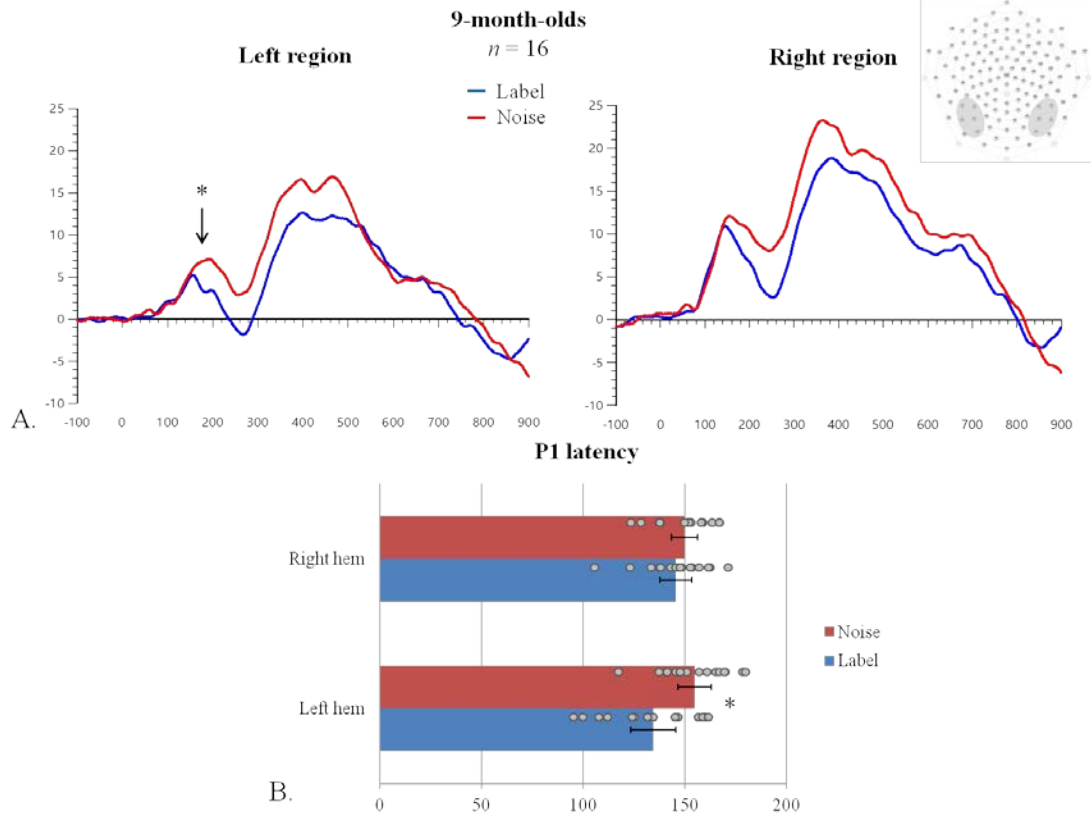 9-month-olds
n = 16
Left region
Right region
Label
Noise
25
20
15
10
5
0
-5
-10
*
-100 0 100 200 300 400 500 600 700 800 900
25
20
15
10
5
0
-5
-10
-100 0 100 200 300 400 500 600 700 800 900
A.
P1 latency
Right hem
Left hem
*
Noise
Label
0 50 100 150 200
B.